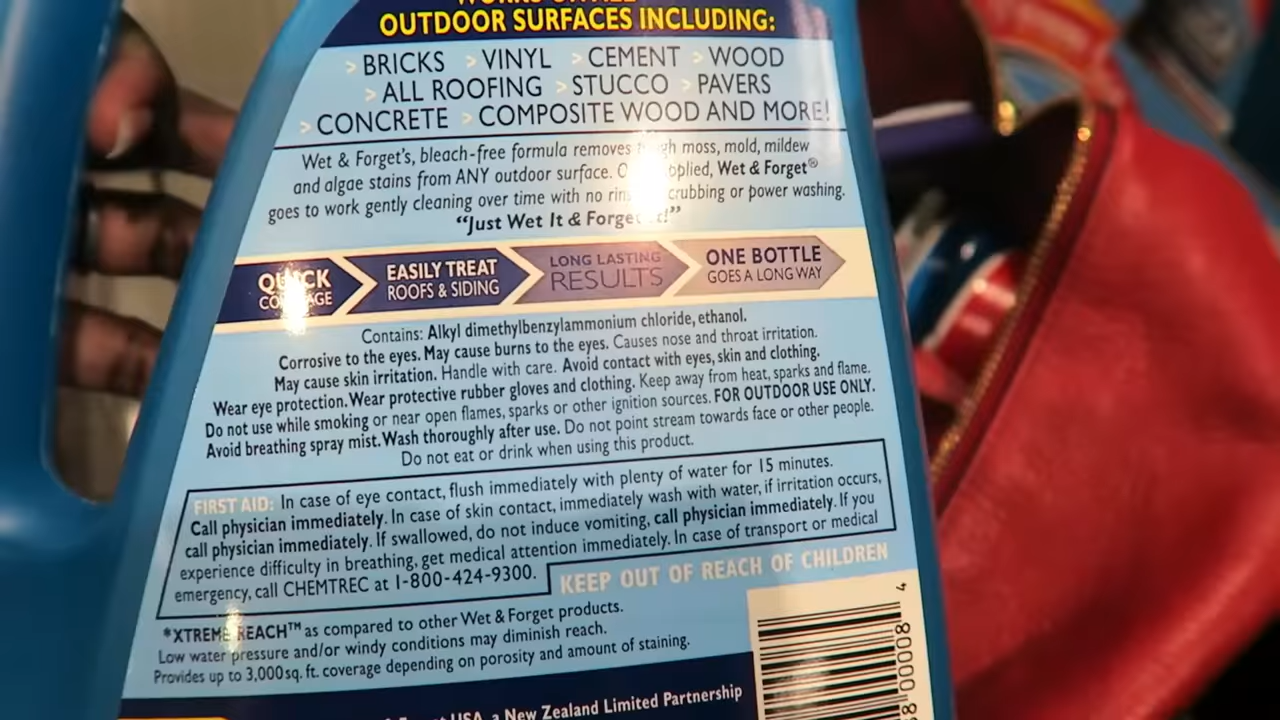 OUTDOOR SURFACES INCLUDING:
> BRICKS > VINYL > CEMENT > WOOD
> ALL ROOFING > STUCCO > PAVERS
> CONCRETE > COMPOSITE WOOD AND MORE!
Wet & Forget's, bleach-free formula removes moss, mold, mildew
and algae stains from ANY outdoor surface. Wet & Forget®
goes to work gently cleaning over time with no scrubbing or power washing.
“Just Wet It & Forget It!”
QUICK COVERAGE
EASILY TREAT ROOFS & SIDING
LONG LASTING RESULTS
ONE BOTTLE GOES A LONG WAY
Contains: Alkyl dimethylbenzylammonium chloride, ethanol.
Corrosive to the eyes. May cause burns to the eyes. Causes nose and throat irritation.
May cause skin irritation. Handle with care. Avoid contact with eyes, skin and clothing.
Wear eye protection. Wear protective rubber gloves and clothing. Keep away from heat, sparks and flame.
Do not use while smoking or near open flames, sparks or other ignition sources. FOR OUTDOOR USE ONLY.
Avoid breathing spray mist. Wash thoroughly after use. Do not point stream towards face or other people.
Do not eat or drink when using this product.
FIRST AID: In case of eye contact, flush immediately with plenty of water for 15 minutes.
Call physician immediately. In case of skin contact, immediately wash with water, if irritation occurs,
call physician immediately. If swallowed, do not induce vomiting, call physician immediately. If you
experience difficulty in breathing, get medical attention immediately. In case of transport or medical
emergency, call CHEMTREC at 1-800-424-9300.
KEEP OUT OF REACH OF CHILDREN
*XTREME REACH™ as compared to other Wet & Forget products.
Low water pressure and/or windy conditions may diminish reach.
Provides up to 3,000 sq. ft. coverage depending on porosity and amount of staining.
USA, a New Zealand Limited Partnership
00008 4